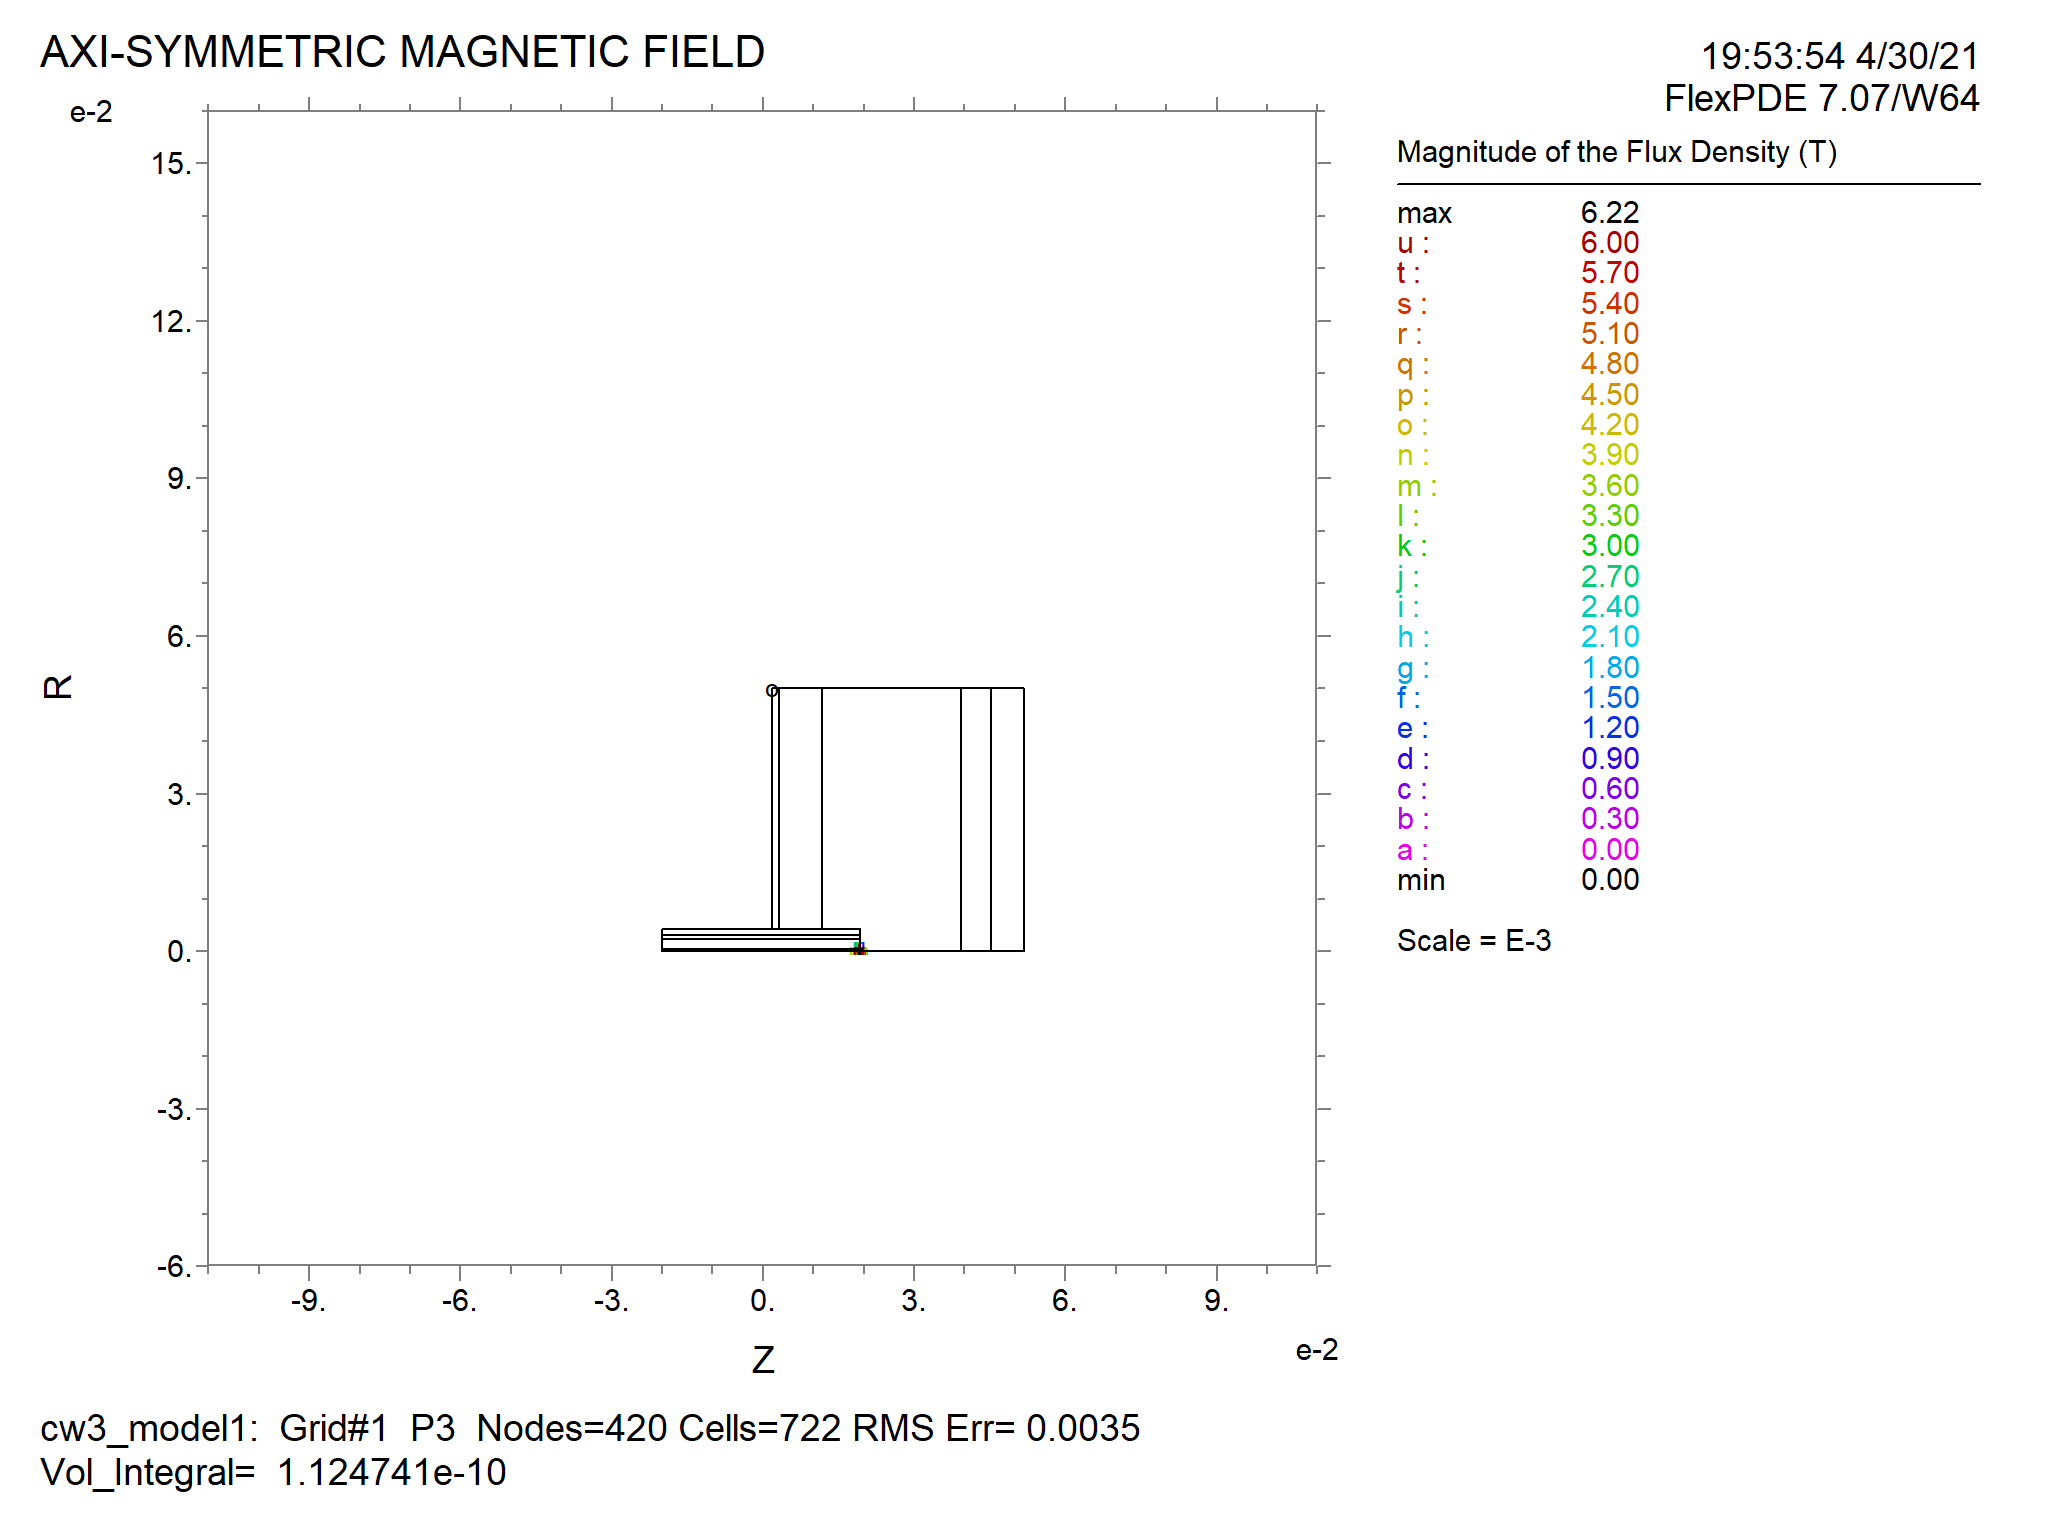 AXI-SYMMETRIC MAGNETIC FIELD
19:53:54 4/30/21
FlexPDE 7.07/W64
e-2
15.
12.
9.
6.
3.
0.
-3.
-6.
R
-9. -6. -3. 0. 3. 6. 9.
Z
e-2
o
Magnitude of the Flux Density (T)
max 6.22
u : 6.00
t : 5.70
s : 5.40
r : 5.10
q : 4.80
p : 4.50
o : 4.20
n : 3.90
m : 3.60
l : 3.30
k : 3.00
j : 2.70
i : 2.40
h : 2.10
g : 1.80
f : 1.50
e : 1.20
d : 0.90
c : 0.60
b : 0.30
a : 0.00
min 0.00
Scale = E-3
cw3_model1: Grid#1 P3 Nodes=420 Cells=722 RMS Err= 0.0035
Vol_Integral= 1.124741e-10